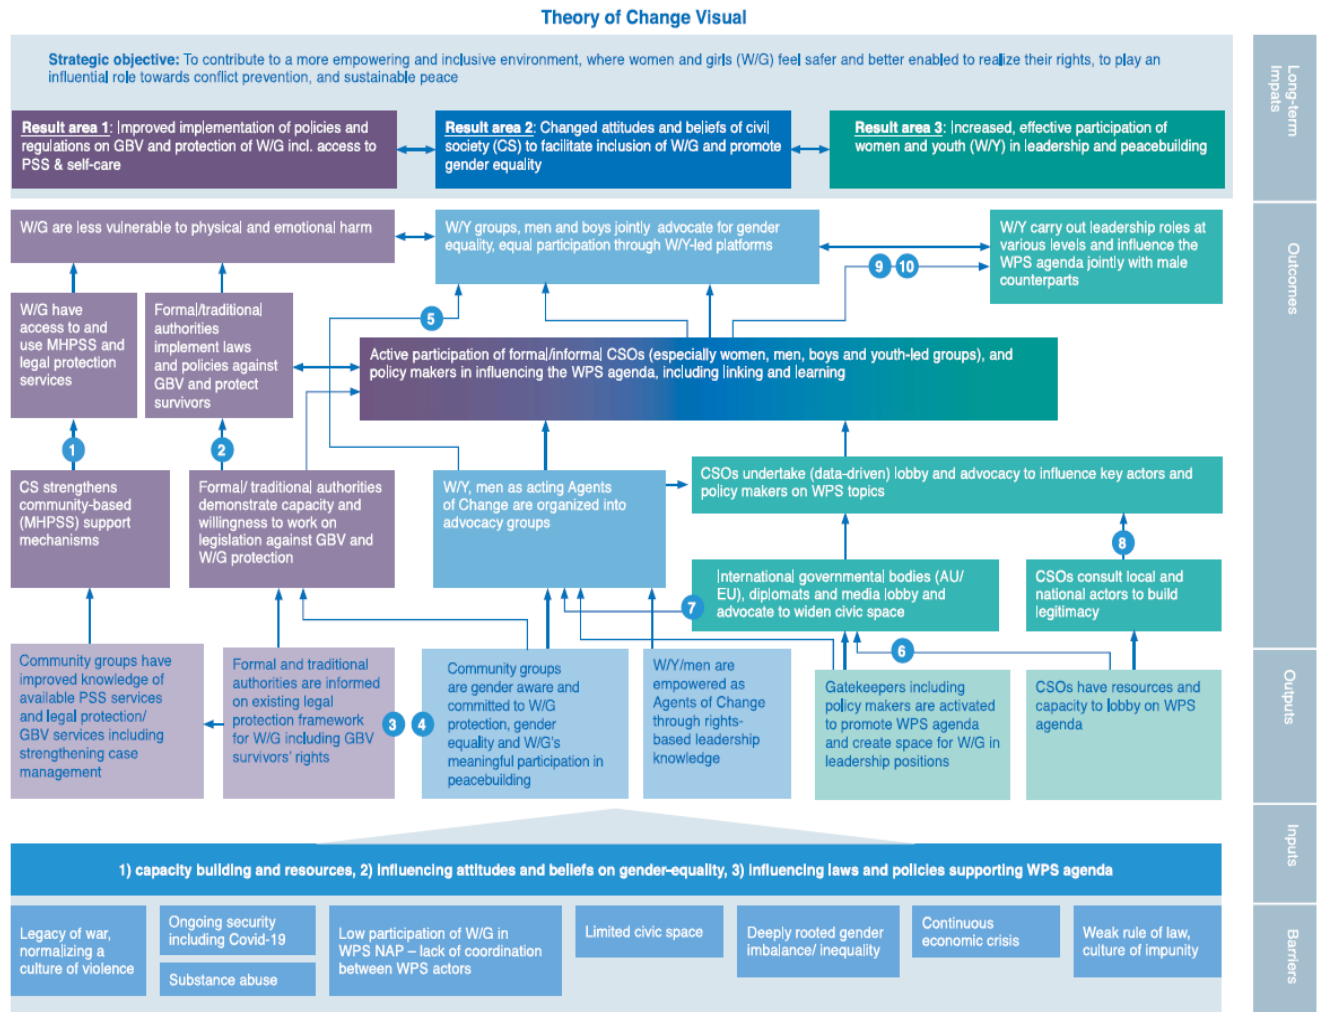 Theory of Change Visual
Strategic objective: To contribute to a more empowering and inclusive environment, where women and girls (W/G) feel safer and better enabled to realize their rights, to play an
influential role towards conflict prevention, and sustainable peace
Long-term
Impats
Result area 1: Improved implementation of policies and
regulations on GBV and protection of W/G incl. access to
PSS & self-care
Result area 2: Changed attitudes and beliefs of civil
society (CS) to facilitate inclusion of W/G and promote
gender equality
Result area 3: Increased, effective participation of
women and youth (W/Y) in leadership and peacebuilding
Outcomes
W/G are less vulnerable to physical and emotional harm
W/Y groups, men and boys jointly advocate for gender
equality, equal participation through W/Y-led platforms
W/Y carry out leadership roles at
various levels and influence the
WPS agenda jointly with male
counterparts
9
10
W/G have
access to and
use MHPSS and
legal protection
services
Formal/traditional
authorities
implement laws
and policies against
GBV and protect
survivors
5
Active participation of formal/informal CSOs (especially women, men, boys and youth-led groups), and
policy makers in influencing the WPS agenda, including linking and learning
1
2
CS strengthens
community-based
(MHPSS) support
mechanisms
Formal/ traditional authorities
demonstrate capacity and
willingness to work on
legislation against GBV and
W/G protection
W/Y, men as acting Agents
of Change are organized into
advocacy groups
CSOs undertake (data-driven) lobby and advocacy to influence key actors and
policy makers on WPS topics
8
7
International governmental bodies (AU/
EU), diplomats and media lobby and
advocate to widen civic space
CSOs consult local and
national actors to build
legitimacy
6
Outputs
Community groups have
improved knowledge of
available PSS services
and legal protection/
GBV services including
strengthening case
management
Formal and traditional
authorities are informed
on existing legal
protection framework
for W/G including GBV
survivors' rights
3
4
Community groups
are gender aware and
committed to W/G
protection, gender
equality and W/G's
meaningful participation in
peacebuilding
W/Y/men are
empowered as
Agents of Change
through rights-
based leadership
knowledge
Gatekeepers including
policy makers are activated
to promote WPS agenda
and create space for W/G in
leadership positions
CSOs have resources and
capacity to lobby on WPS
agenda
Inputs
1) capacity building and resources, 2) Influencing attitudes and beliefs on gender-equality, 3) influencing laws and policies supporting WPS agenda
Barriers
Legacy of war,
normalizing a
culture of violence
Ongoing security
including Covid-19
Substance abuse
Low participation of W/G in
WPS NAP – lack of coordination
between WPS actors
Limited civic space
Deeply rooted gender
imbalance/ inequality
Continuous
economic crisis
Weak rule of law,
culture of impunity